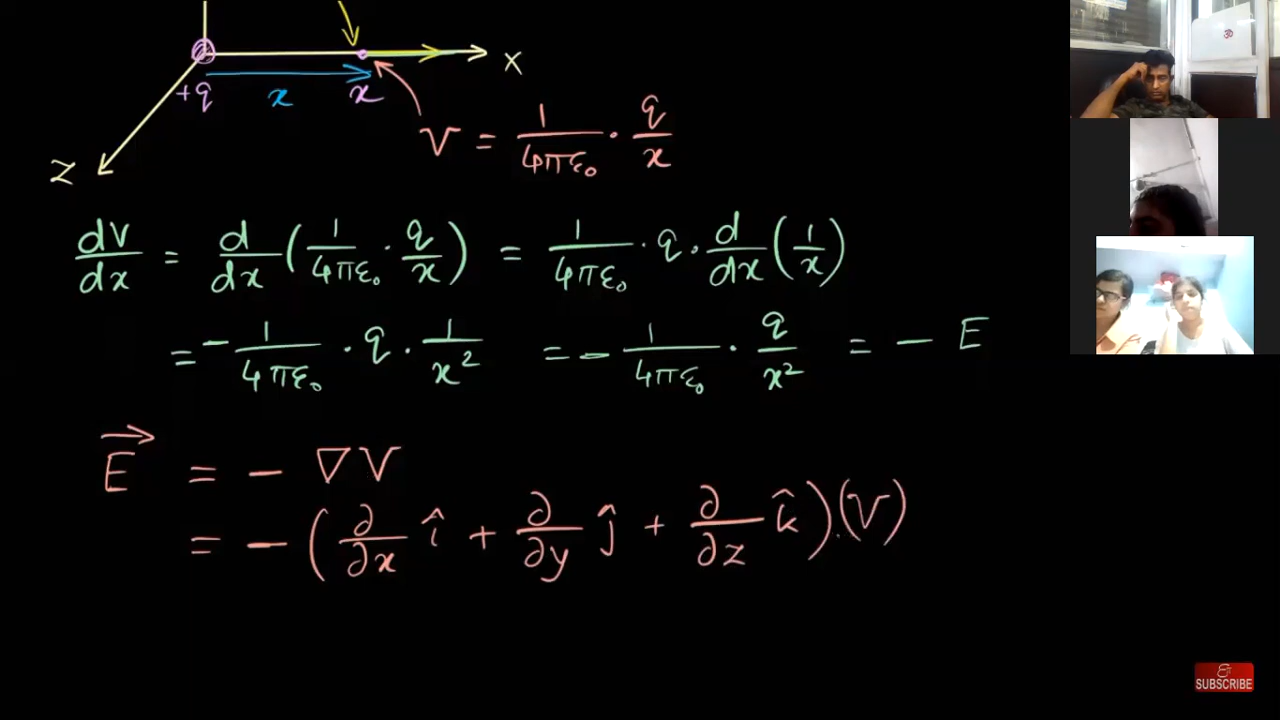 X
+q x x
V = 1/4πε₀ · q/x
Z
dV/dx = d/dx (1/4πε₀ · q/x) = 1/4πε₀ · q · d/dx (1/x)
= - 1/4πε₀ · q · 1/x² = - 1/4πε₀ · q/x² = - E
E⃗ = - ∇V
= - (∂/∂x î + ∂/∂y ĵ + ∂/∂z k̂) (V)
SUBSCRIBE